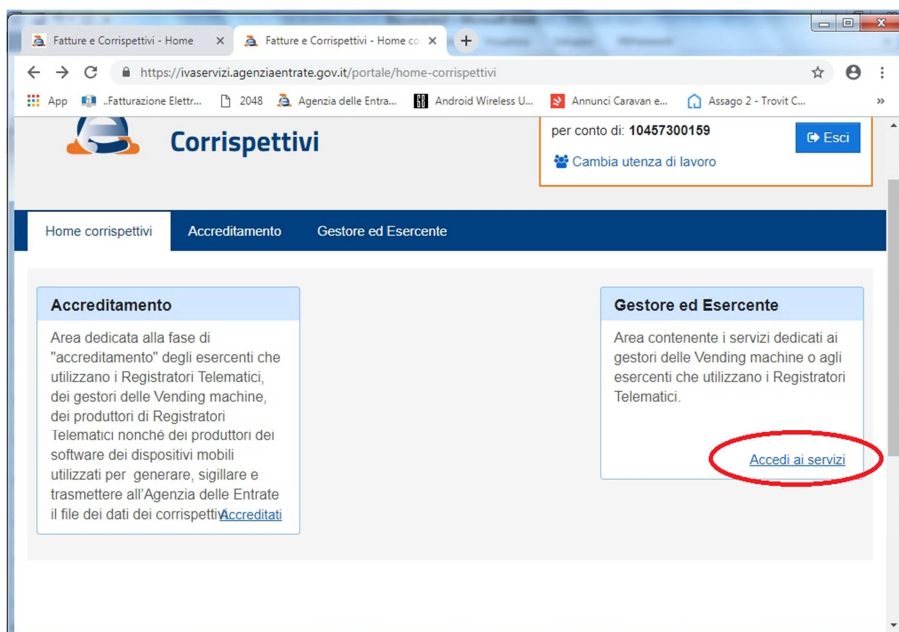 Fatture e Corrispettivi - Home
Fatture e Corrispettivi - Home co
https://ivaservizi.agenziaentrate.gov.it/portale/home-corrispettivi
App
..Fatturazione Elettr...
2048
Agenzia delle Entra...
Android Wireless U...
Annunci Caravan e...
Assago 2 - Trovit C...
»
Corrispettivi
per conto di: 10457300159
Esci
Cambia utenza di lavoro
Home corrispettivi
Accreditamento
Gestore ed Esercente
Accreditamento
Area dedicata alla fase di
"accreditamento" degli esercenti che
utilizzano i Registratori Telematici,
dei gestori delle Vending machine,
dei produttori di Registratori
Telematici nonché dei produttori dei
software dei dispositivi mobili
utilizzati per generare, sigillare e
trasmettere all'Agenzia delle Entrate
il file dei dati dei corrispettivi.
Accreditati
Gestore ed Esercente
Area contenente i servizi dedicati ai
gestori delle Vending machine o agli
esercenti che utilizzano i Registratori
Telematici.
Accedi ai servizi